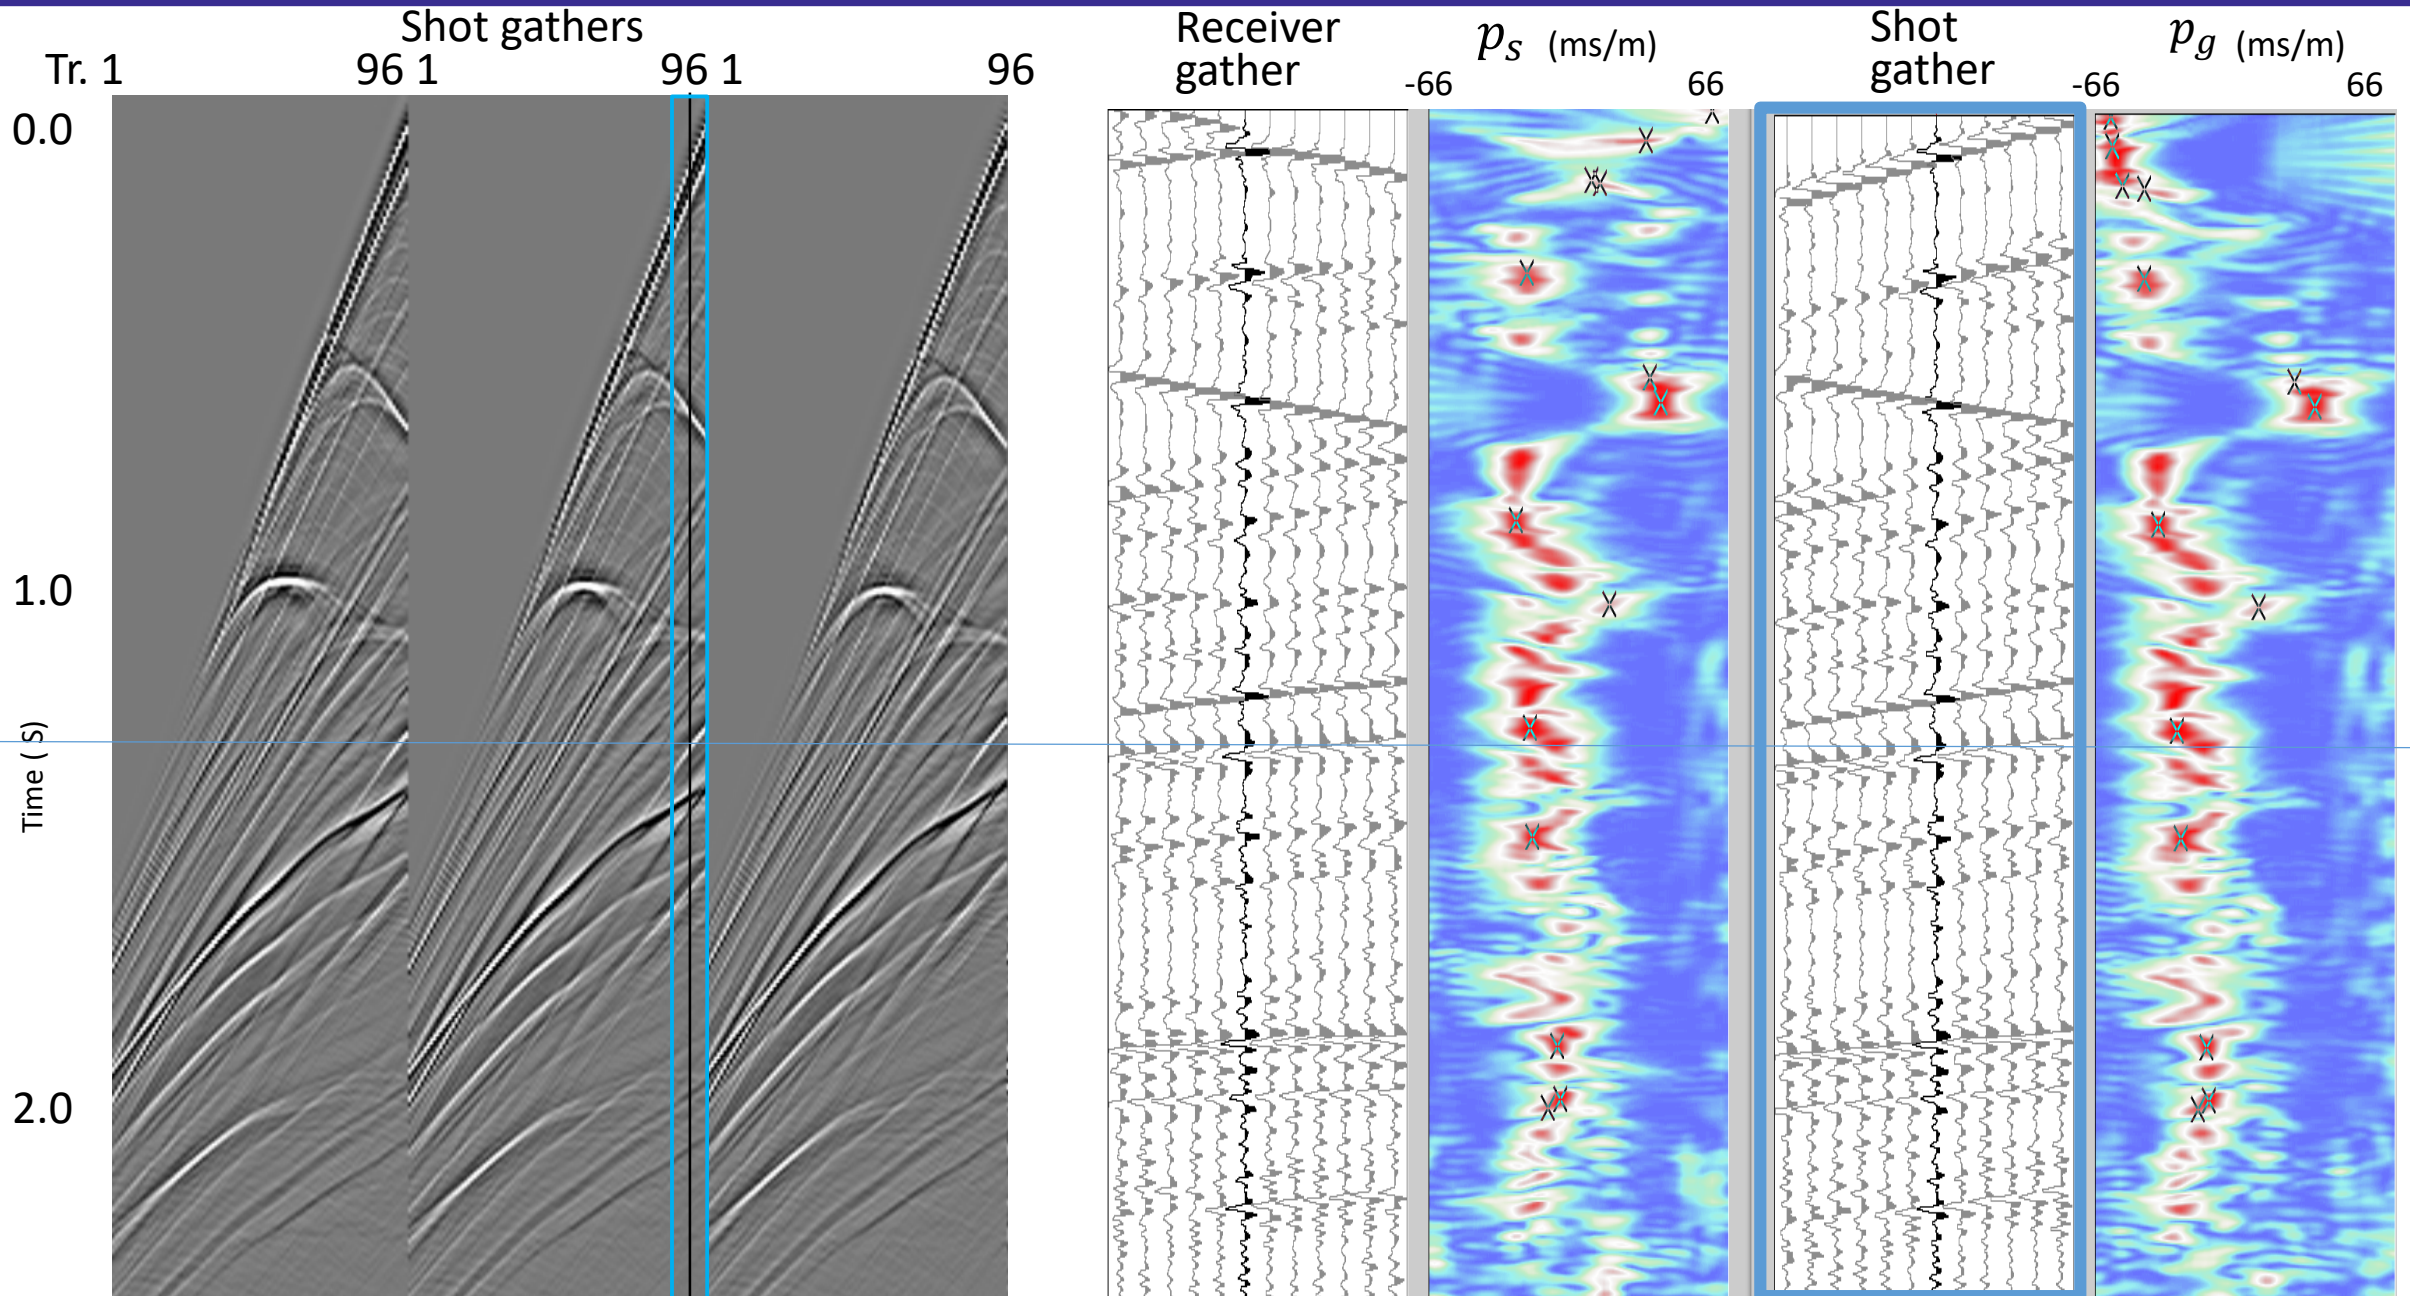 Shot gathers
Tr. 1 96 1 96 1 96
0.0
1.0
Time ( S)
2.0
Receiver
gather
pₛ (ms/m)
-66 66
Shot
gather
p_g (ms/m)
-66 66